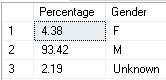 Percentage Gender
1 4.38 F
2 93.42 M
3 2.19 Unknown